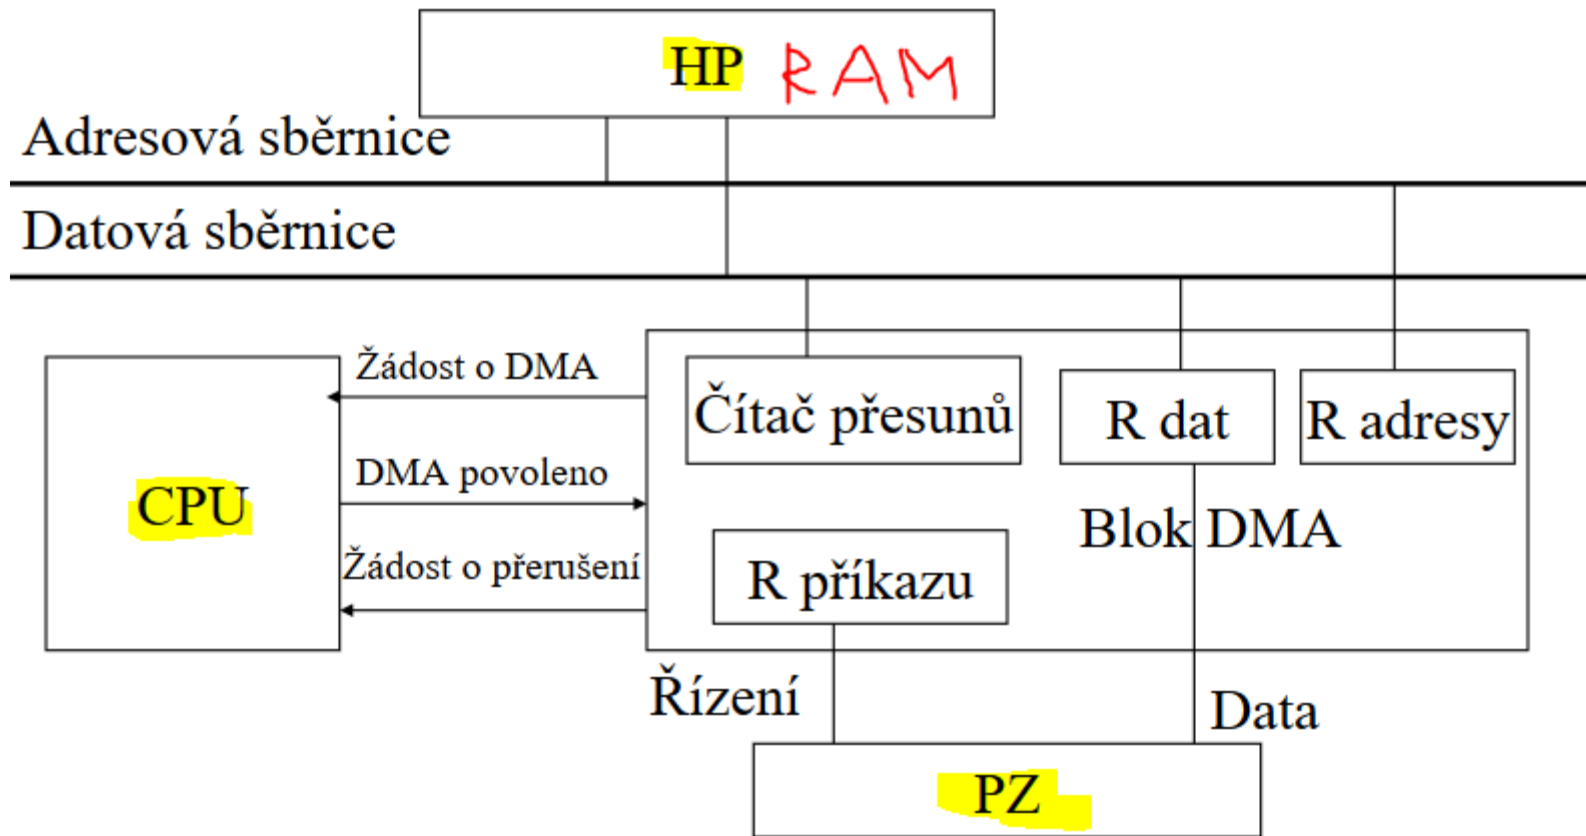 HP RAM
Adresová sběrnice
Datová sběrnice
Žádost o DMA
DMA povoleno
Žádost o přerušení
CPU
Čítač přesunů
R dat
R adresy
Blok DMA
R příkazu
Řízení
Data
PZ